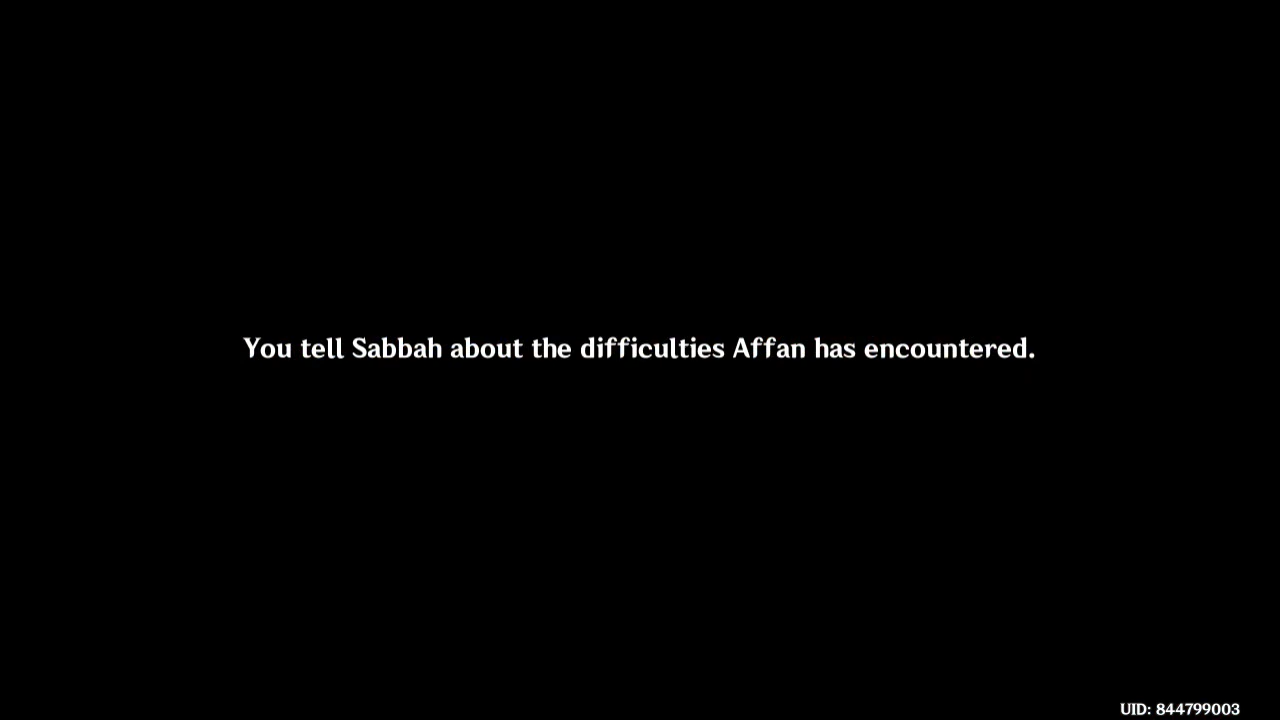 You tell Sabbah about the difficulties Affan has encountered.
UID: 844799003